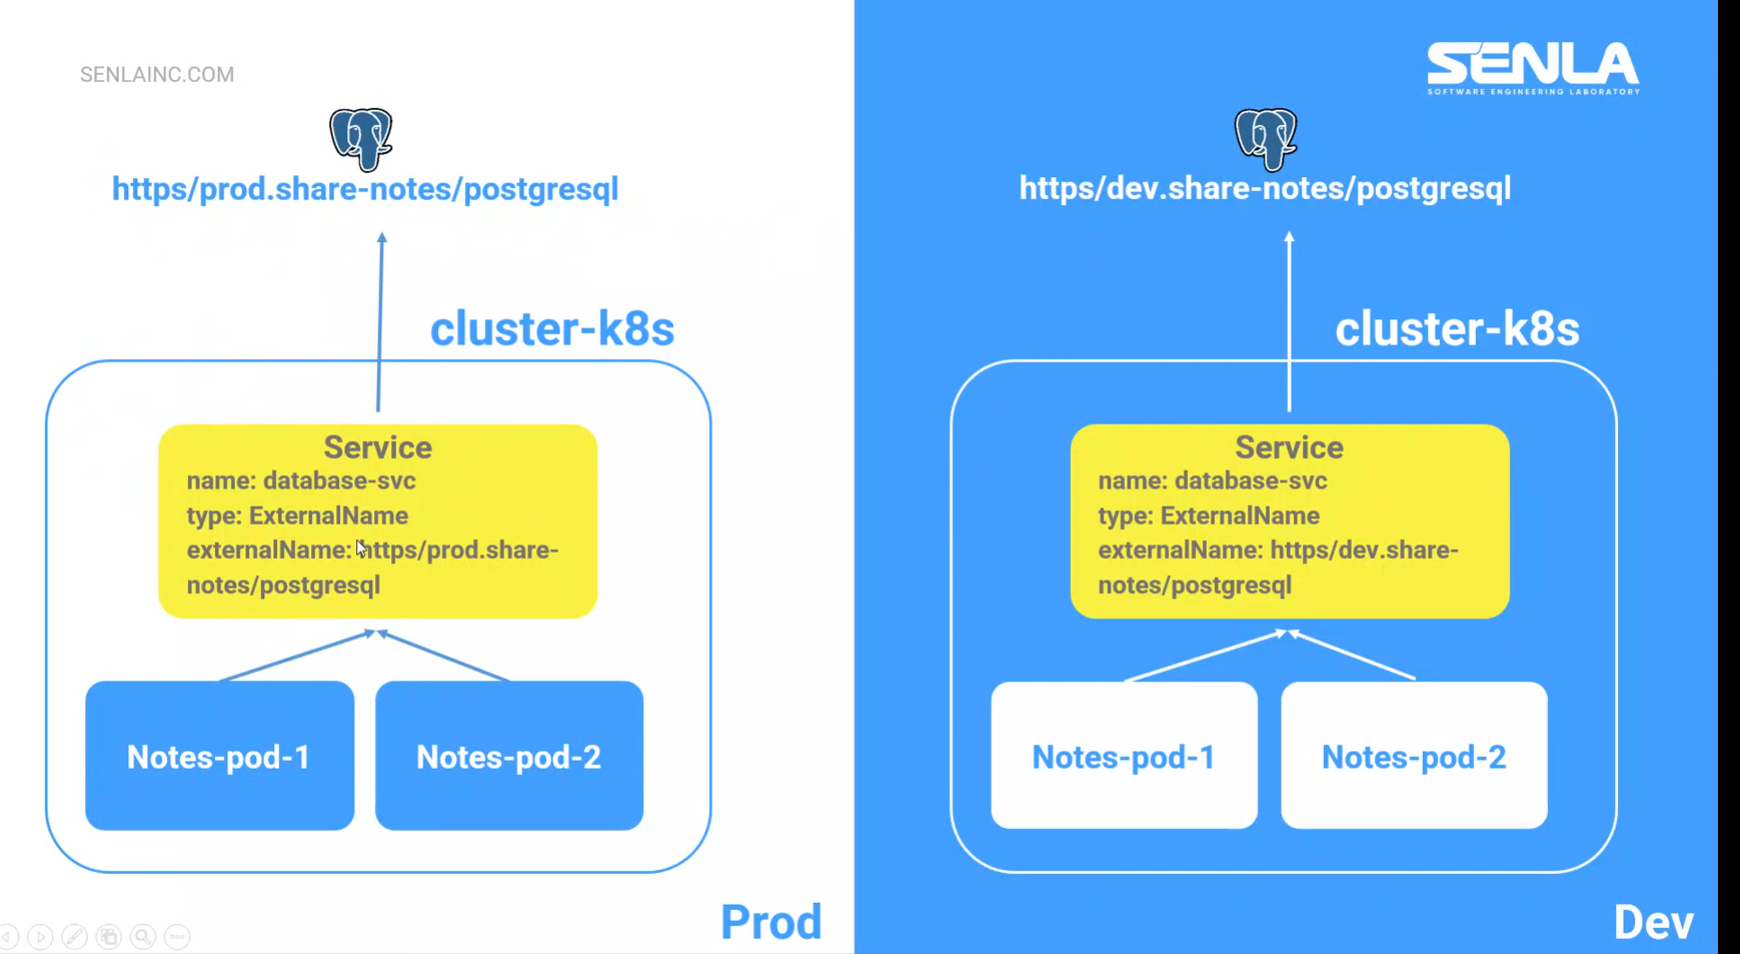 SENLAINC.COM
https/prod.share-notes/postgresql
cluster-k8s
Service
name: database-svc
type: ExternalName
externalName: https/prod.share-
notes/postgresql
Notes-pod-1
Notes-pod-2
Prod
SENLA
SOFTWARE ENGINEERING LABORATORY
https/dev.share-notes/postgresql
cluster-k8s
Service
name: database-svc
type: ExternalName
externalName: https/dev.share-
notes/postgresql
Notes-pod-1
Notes-pod-2
Dev